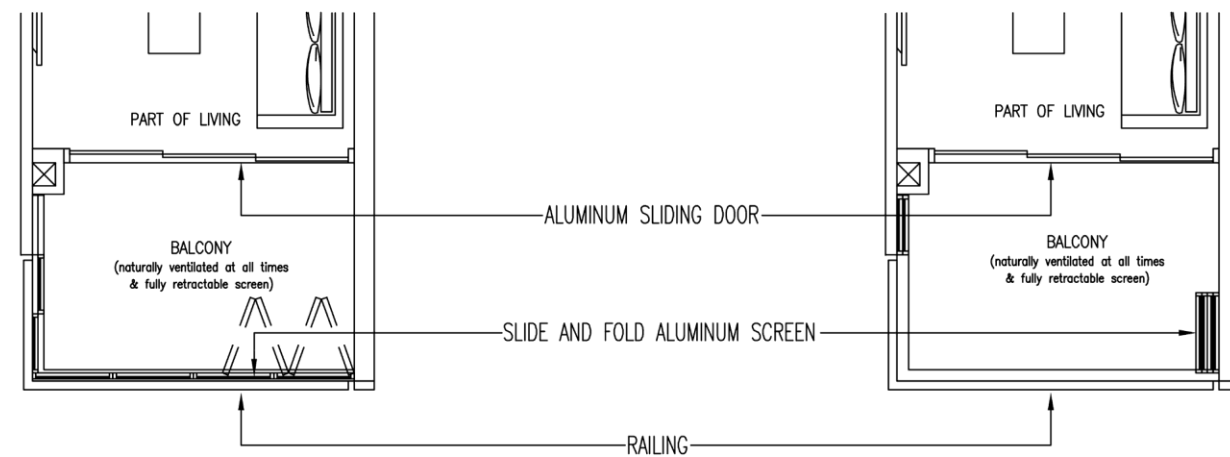 PART OF LIVING
PART OF LIVING
ALUMINUM SLIDING DOOR
BALCONY
(naturally ventilated at all times
& fully retractable screen)
BALCONY
(naturally ventilated at all times
& fully retractable screen)
SLIDE AND FOLD ALUMINUM SCREEN
RAILING